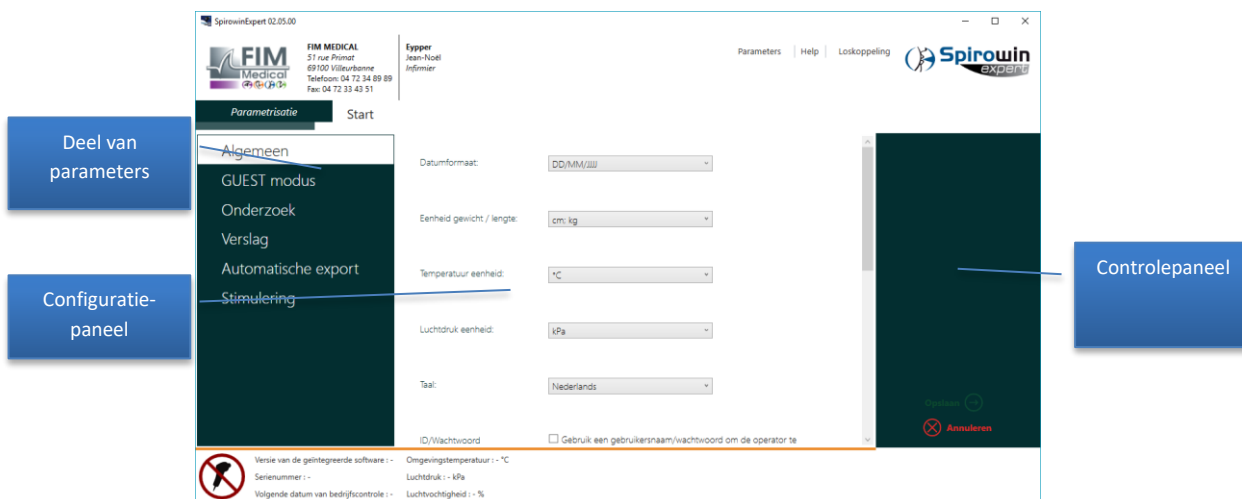 SpirowinExpert 02.05.00
FIM
Medical
FIM MEDICAL
51 rue Primat
69100 Villeurbanne
Telefoon: 04 72 34 89 89
Fax: 04 72 33 43 51
Eypper
Jean-Noël
Infirmier
Parameters
Help
Loskoppeling
Spirowin
expert
Parametrisatie
Start
Deel van
parameters
Algemeen
GUEST modus
Onderzoek
Verslag
Automatische export
Stimulering
Configuratie-
paneel
Datumformaat:
DD/MM/JJJJ
Eenheid gewicht / lengte:
cm: kg
Temperatuur eenheid:
°C
Luchtdruk eenheid:
kPa
Taal:
Nederlands
ID/Wachtwoord
Gebruik een gebruikersnaam/wachtwoord om de operator te
Controlepaneel
Opslaan
Annuleren
Versie van de geïntegreerde software : -
Serienummer : -
Volgende datum van bedrijfscontrole : -
Omgevingstemperatuur : - °C
Luchtdruk : - kPa
Luchtvochtigheid : - %